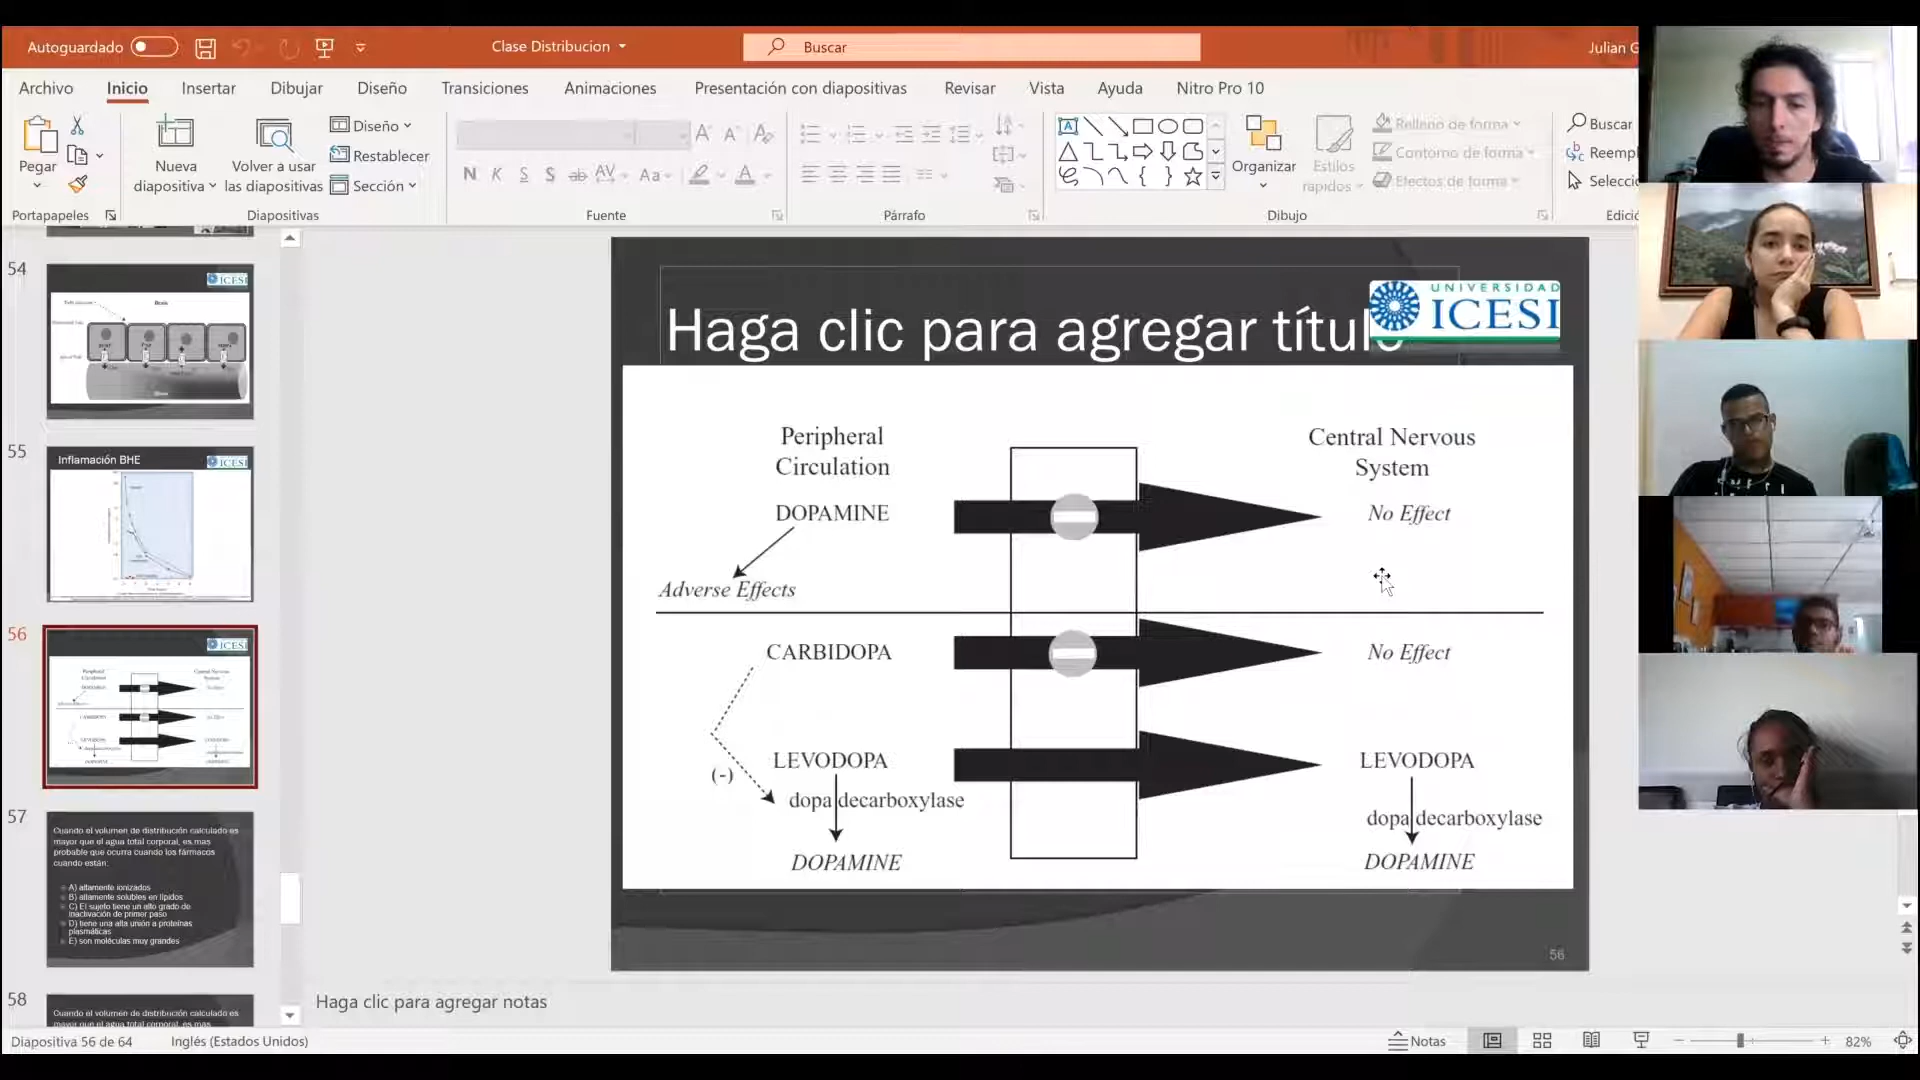 Autoguardado
Clase Distribucion
Buscar
Julian G
Archivo
Inicio
Insertar
Dibujar
Diseño
Transiciones
Animaciones
Presentación con diapositivas
Revisar
Vista
Ayuda
Nitro Pro 10
Pegar
Nueva
diapositiva
Volver a usar
las diapositivas
Diseño
Restablecer
Sección
N K S S ab AV Aa A
Organizar
Estilos
rápidos
Relleno de forma
Contorno de forma
Efectos de forma
Buscar
Reempl
Selecci
Portapapeles
Diapositivas
Fuente
Párrafo
Dibujo
Edició
54
ICESI
55
Inflamación BHE
ICESI
56
ICESI
57
Cuando el volumen de distribución calculado es
mayor que el agua total corporal, es mas
probable que ocurra cuando los fármacos
cuando están:
A) altamente ionizados
B) altamente solubles en lípidos
C) El sujeto tiene un alto grado de
inactivación de primer paso
D) tiene una alta unión a proteínas
plasmáticas
E) son moléculas muy grandes
58
Cuando el volumen de distribución calculado es
mayor que el agua total corporal, es mas
Haga clic para agregar título
UNIVERSIDAD
ICESI
Peripheral
Circulation
Central Nervous
System
DOPAMINE
No Effect
Adverse Effects
CARBIDOPA
No Effect
LEVODOPA
LEVODOPA
(-)
dopa decarboxylase
dopa decarboxylase
DOPAMINE
DOPAMINE
56
Haga clic para agregar notas
Diapositiva 56 de 64
Inglés (Estados Unidos)
Notas
82%